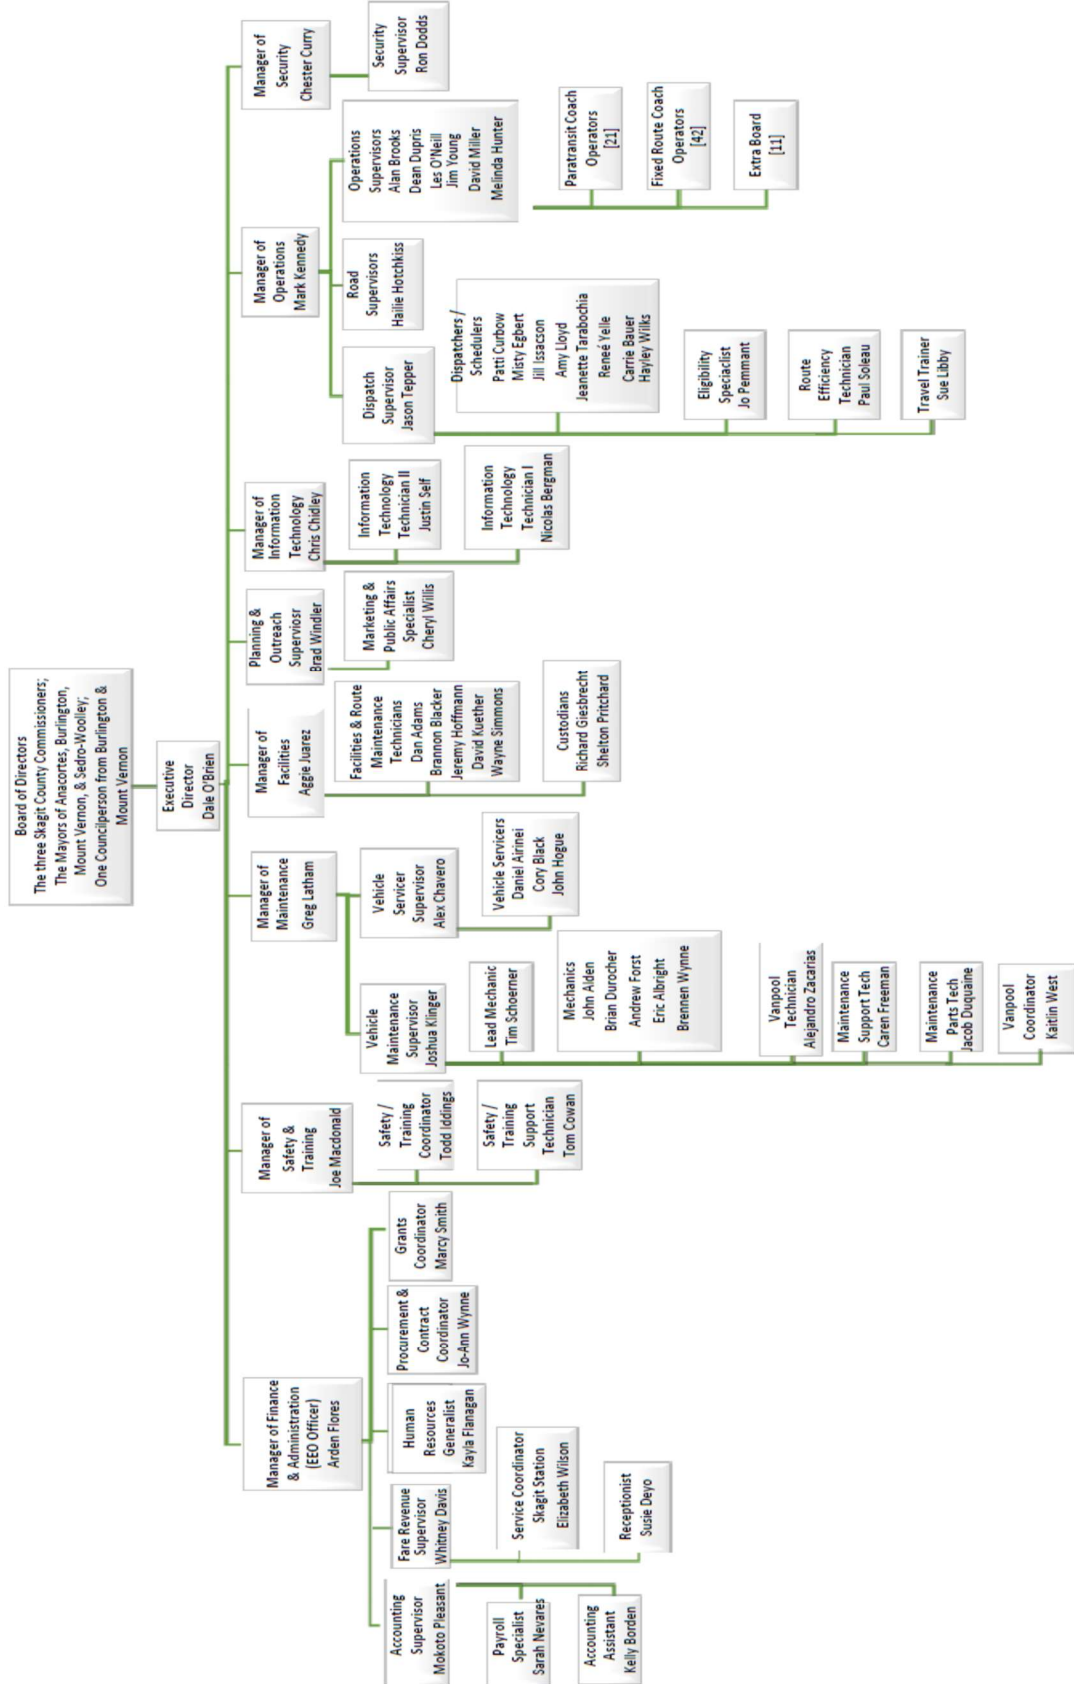 Board of Directors
The three Skagit County Commissioners;
The Mayors of Anacortes, Burlington,
Mount Vernon, & Sedro-Woolley;
One Councilperson from Burlington &
Mount Vernon
Executive
Director
Dale O'Brien
Manager of Finance
& Administration
(EEO Officer)
Arden Flores
Accounting
Supervisor
Mokoto Pleasant
Payroll
Specialist
Sarah Nevares
Accounting
Assistant
Kelly Borden
Fare Revenue
Supervisor
Whitney Davis
Service Coordinator
Skagit Station
Elizabeth Wilson
Receptionist
Susie Deyo
Human
Resources
Generalist
Kayla Flanagan
Procurement &
Contract
Coordinator
Jo-Ann Wynne
Grants
Coordinator
Marcy Smith
Manager of
Safety &
Training
Joe Macdonald
Safety /
Training
Coordinator
Todd Iddings
Safety /
Training
Support
Technician
Tom Cowan
Manager of
Maintenance
Greg Latham
Vehicle
Maintenance
Supervisor
Joshua Klinger
Lead Mechanic
Tim Schoerner
Mechanics
John Alden
Brian Durocher
Andrew Forst
Eric Albright
Brennen Wynne
Vanpool
Technician
Alejandro Zacarias
Maintenance
Support Tech
Caren Freeman
Maintenance
Parts Tech
Jacob Duquaine
Vanpool
Coordinator
Kaitlin West
Vehicle
Servicer
Supervisor
Alex Chavero
Vehicle Servicers
Daniel Airinei
Cory Black
John Hogue
Manager of
Facilities
Aggie Juarez
Facilities & Route
Maintenance
Technicians
Dan Adams
Brannon Blacker
Jeremy Hoffmann
David Kuether
Wayne Simmons
Custodians
Richard Giesbrecht
Shelton Pritchard
Planning &
Outreach
Superviosr
Brad Windler
Marketing &
Public Affairs
Specialist
Cheryl Willis
Manager of
Information
Technology
Chris Chidley
Information
Technology
Technician II
Justin Self
Information
Technology
Technician I
Nicolas Bergman
Manager of
Operations
Mark Kennedy
Dispatch
Supervisor
Jason Tepper
Dispatchers /
Schedulers
Patti Curbow
Misty Egbert
Jill Issacson
Amy Lloyd
Jeanette Tarabochia
Reneé Yelle
Carrie Bauer
Hayley Wilks
Eligibility
Speciaclist
Jo Pemmant
Route
Efficiency
Technician
Paul Soleau
Travel Trainer
Sue Libby
Road
Supervisors
Hailie Hotchkiss
Operations
Supervisors
Alan Brooks
Dean Dupris
Les O'Neill
Jim Young
David Miller
Melinda Hunter
Paratransit Coach
Operators
[21]
Fixed Route Coach
Operators
[42]
Extra Board
[11]
Manager of
Security
Chester Curry
Security
Supervisor
Ron Dodds